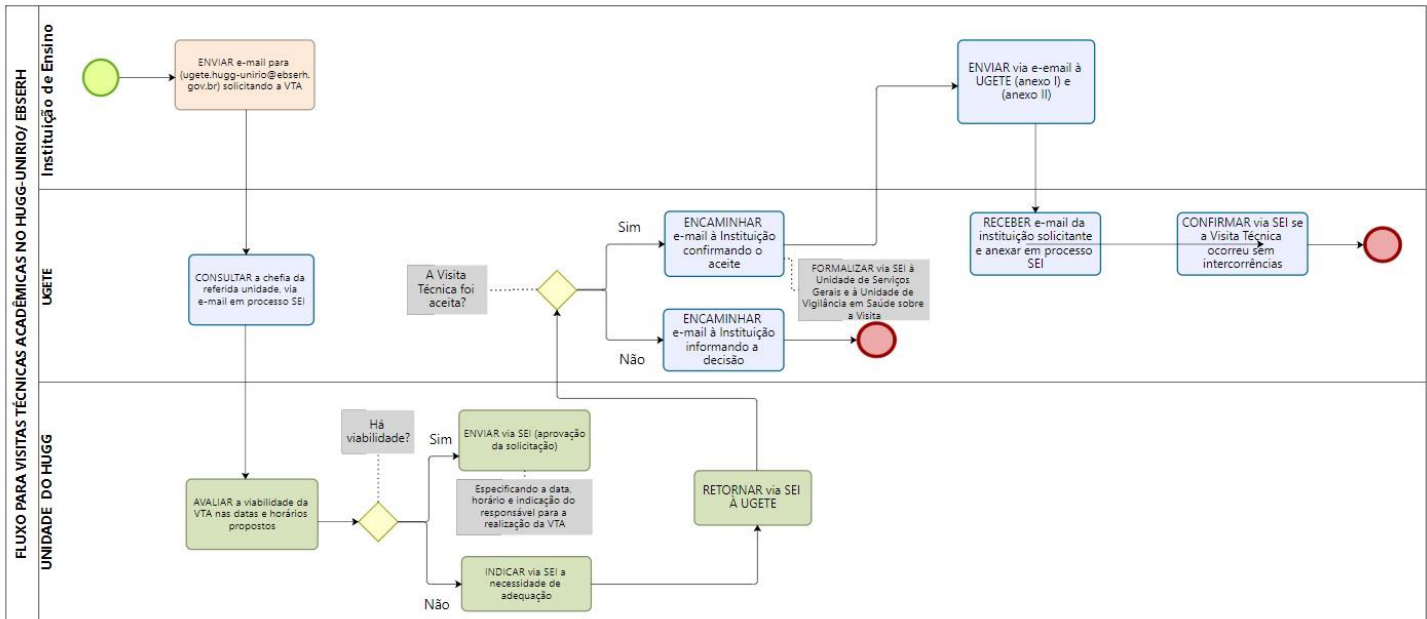 FLUXO PARA VISITAS TÉCNICAS ACADÊMICAS NO HUGG-UNIRIO/ EBSERH
Instituição de Ensino
ENVIAR e-mail para
(ugete.hugg-unirio@ebserh.
gov.br) solicitando a VTA
ENVIAR via e-email à
UGETE (anexo I) e
(anexo II)
UGETE
CONSULTAR a chefia da
referida unidade, via
e-mail em processo SEI
A Visita
Técnica foi
aceita?
Sim
ENCAMINHAR
e-mail à Instituição
confirmando o
aceite
FORMALIZAR via SEI à
Unidade de Serviços
Gerais e à Unidade de
Vigilância em Saúde sobre
a Visita
Não
ENCAMINHAR
e-mail à Instituição
informando a
decisão
RECEBER e-mail da
instituição solicitante
e anexar em processo
SEI
CONFIRMAR via SEI se
a Visita Técnica
ocorreu sem
intercorrências
UNIDADE DO HUGG
AVALIAR a viabilidade da
VTA nas datas e horários
propostos
Há
viabilidade?
Sim
ENVIAR via SEI (aprovação
da solicitação)
Especificando a data,
horário e indicação do
responsável para a
realização da VTA
Não
INDICAR via SEI a
necessidade de
adequação
RETORNAR via SEI
À UGETE